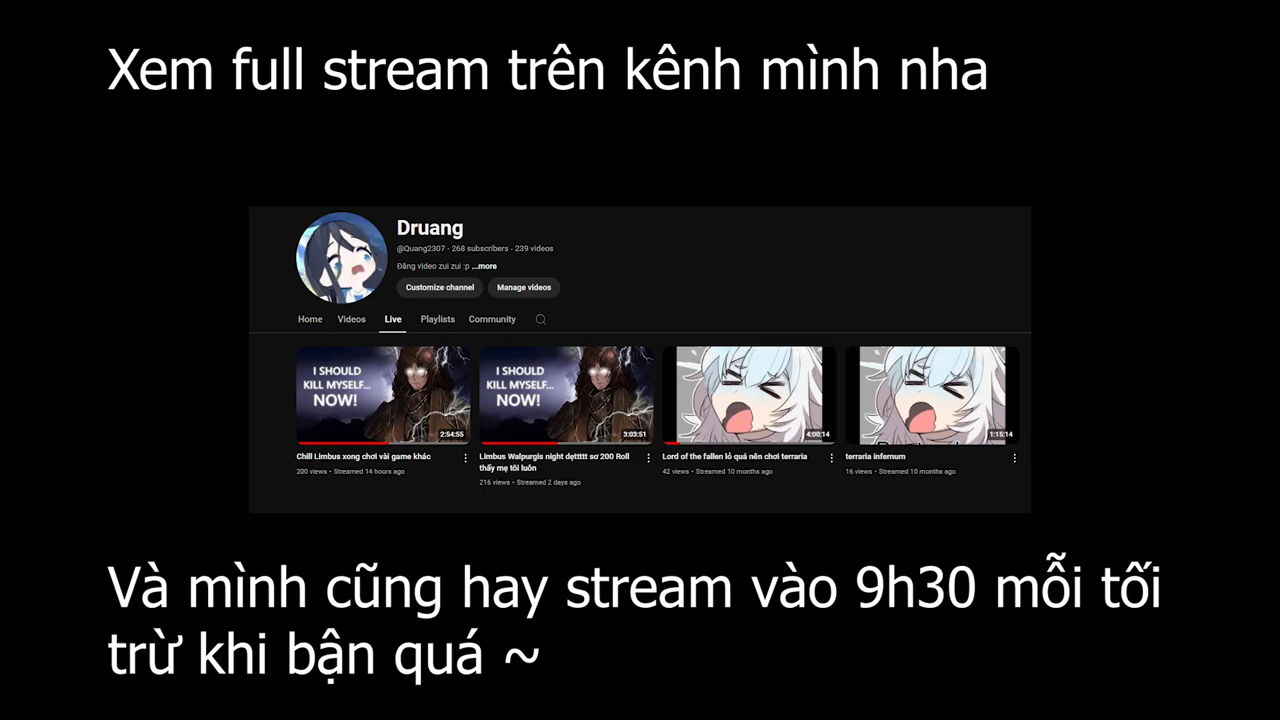 Xem full stream trên kênh mình nha
Druang
@Quang2307 · 268 subscribers · 239 videos
Đăng video zui zui :p ...more
Customize channel Manage videos
Home Videos Live Playlists Community
I SHOULD
KILL MYSELF...
NOW!
2:54:55
I SHOULD
KILL MYSELF...
NOW!
3:03:51
4:00:14
1:15:14
Chill Limbus xong chơi vài game khác
200 views • Streamed 14 hours ago
Limbus Walpurgis night dẹttttt sơ 200 Roll
thấy mẹ tôi luôn
216 views • Streamed 2 days ago
Lord of the fallen lỏ quá nên chơi terraria
42 views • Streamed 10 months ago
terraria infernum
16 views • Streamed 10 months ago
Và mình cũng hay stream vào 9h30 mỗi tối
trừ khi bận quá ~